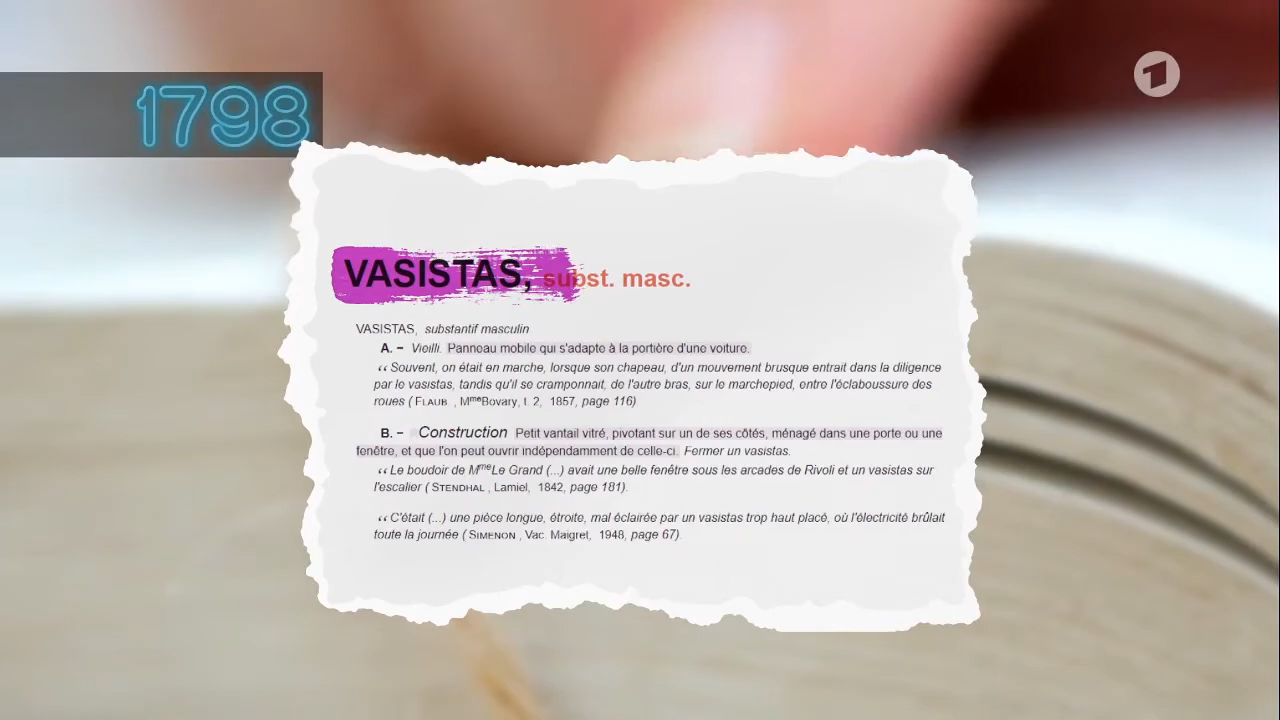 1798
VASISTAS, subst. masc.
VASISTAS, substantif masculin
A. – Vieilli. Panneau mobile qui s'adapte à la portière d'une voiture.
“ Souvent, on était en marche, lorsque son chapeau, d'un mouvement brusque entrait dans la diligence
par le vasistas, tandis qu'il se cramponnait, de l'autre bras, sur le marchepied, entre l'éclaboussure des
roues ( FLAUB. , MmeBovary, t. 2, 1857, page 116).
B. – Construction Petit vantail vitré, pivotant sur un de ses côtés, ménagé dans une porte ou une
fenêtre, et que l'on peut ouvrir indépendamment de celle-ci. Fermer un vasistas.
“ Le boudoir de MmeLe Grand (...) avait une belle fenêtre sous les arcades de Rivoli et un vasistas sur
l'escalier ( STENDHAL , Lamiel, 1842, page 181).
“ C'était (...) une pièce longue, étroite, mal éclairée par un vasistas trop haut placé, où l'électricité brûlait
toute la journée ( SIMENON , Vac. Maigret, 1948, page 67).